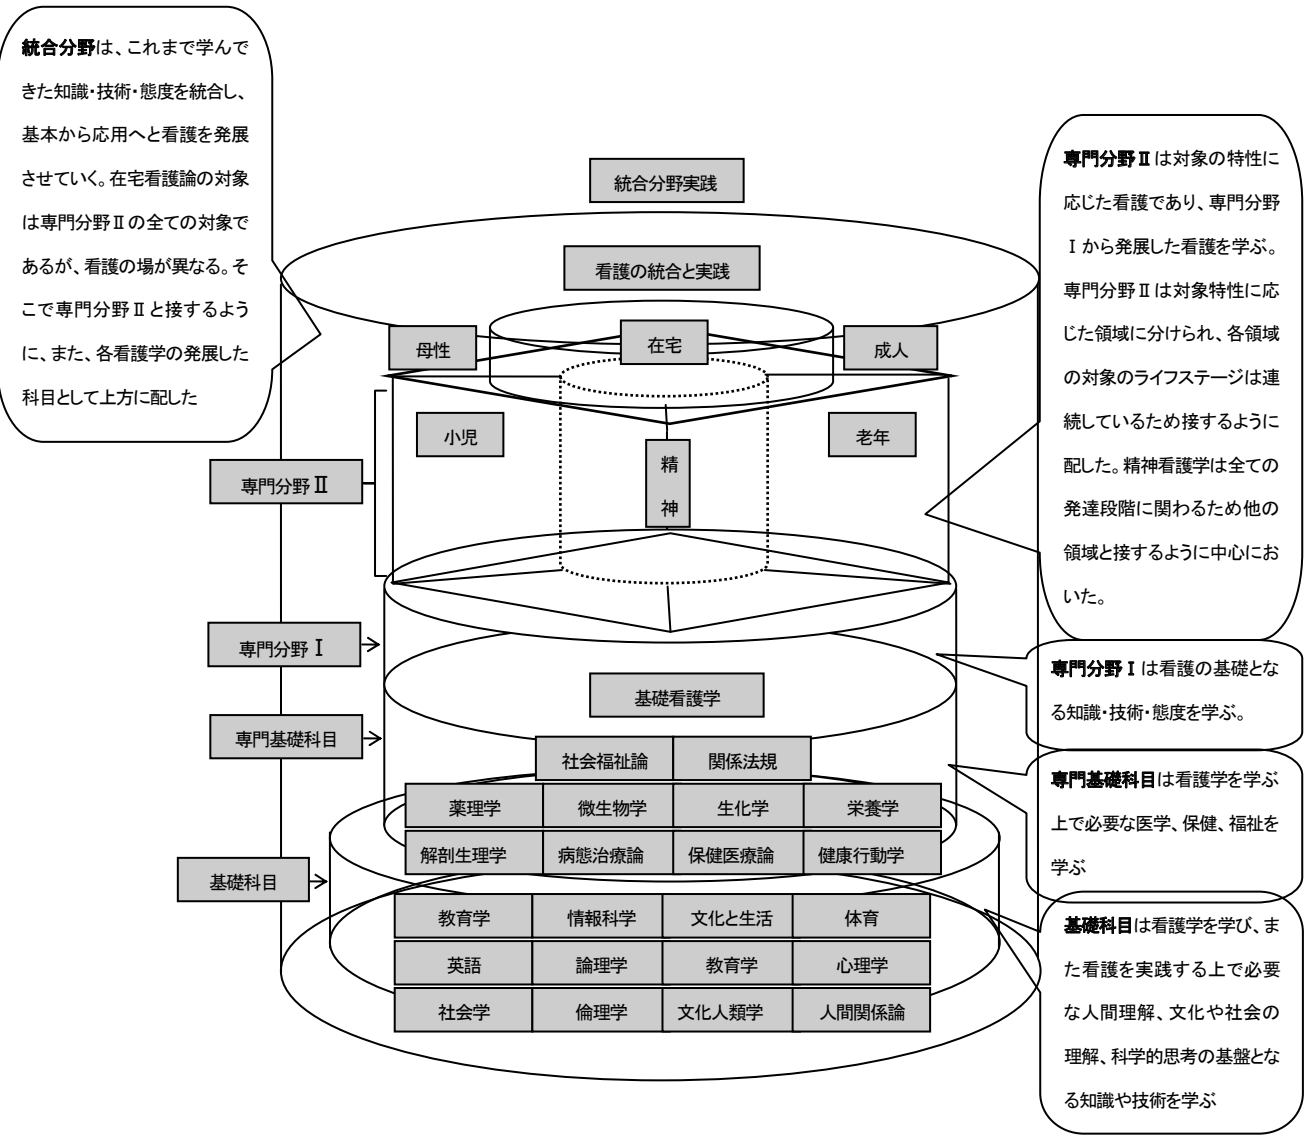 統合分野は、これまで学んで
きた知識・技術・態度を統合し、
基本から応用へと看護を発展
させていく。在宅看護論の対象
は専門分野Ⅱの全ての対象で
あるが、看護の場が異なる。そ
こで専門分野Ⅱと接するよう
に、また、各看護学の発展した
科目として上方に配した
統合分野実践
看護の統合と実践
母性
在宅
成人
小児
老年
精
神
専門分野Ⅱ
専門分野Ⅰ
基礎看護学
専門基礎科目
社会福祉論 関係法規
薬理学 微生物学 生化学 栄養学
解剖生理学 病態治療論 保健医療論 健康行動学
基礎科目
教育学 情報科学 文化と生活 体育
英語 論理学 教育学 心理学
社会学 倫理学 文化人類学 人間関係論
専門分野Ⅱは対象の特性に
応じた看護であり、専門分野
Ⅰから発展した看護を学ぶ。
専門分野Ⅱは対象特性に応
じた領域に分けられ、各領域
の対象のライフステージは連
続しているため接するように
配した。精神看護学は全ての
発達段階に関わるため他の
領域と接するように中心にお
いた。
専門分野Ⅰは看護の基礎とな
る知識・技術・態度を学ぶ。
専門基礎科目は看護学を学ぶ
上で必要な医学、保健、福祉を
学ぶ
基礎科目は看護学を学び、ま
た看護を実践する上で必要
な人間理解、文化や社会の
理解、科学的思考の基盤とな
る知識や技術を学ぶ